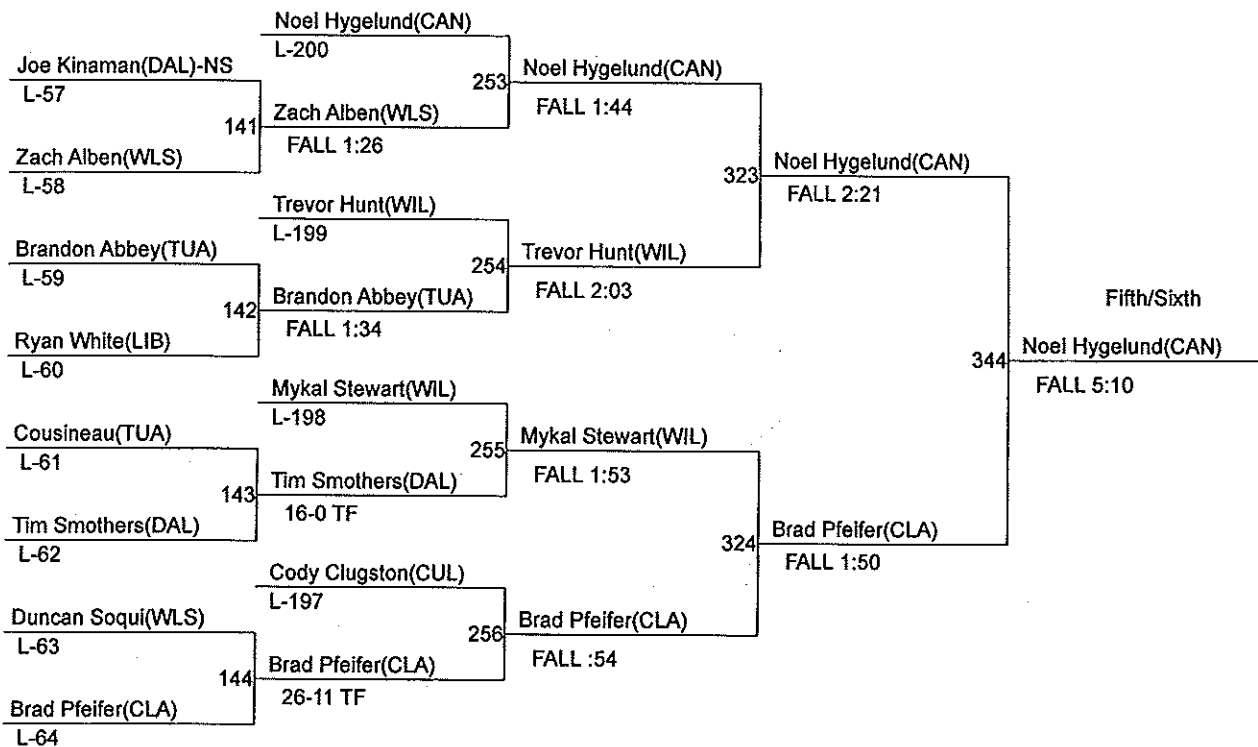 Noel Hygelund(CAN)
L-200
Joe Kinaman(DAL)-NS
L-57
253
Noel Hygelund(CAN)
FALL 1:44
141
Zach Alben(WLS)
FALL 1:26
Zach Alben(WLS)
L-58
323
Noel Hygelund(CAN)
FALL 2:21
Trevor Hunt(WIL)
L-199
Brandon Abbey(TUA)
L-59
254
Trevor Hunt(WIL)
FALL 2:03
142
Brandon Abbey(TUA)
FALL 1:34
Ryan White(LIB)
L-60
Fifth/Sixth
344
Noel Hygelund(CAN)
FALL 5:10
Mykal Stewart(WIL)
L-198
Cousineau(TUA)
L-61
255
Mykal Stewart(WIL)
FALL 1:53
143
Tim Smothers(DAL)
16-0 TF
Tim Smothers(DAL)
L-62
324
Brad Pfeifer(CLA)
FALL 1:50
Cody Clugston(CUL)
L-197
Duncan Soqui(WLS)
L-63
256
Brad Pfeifer(CLA)
FALL :54
144
Brad Pfeifer(CLA)
26-11 TF
Brad Pfeifer(CLA)
L-64